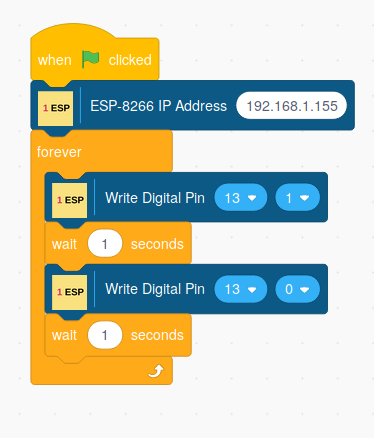 when clicked
1 ESP ESP-8266 IP Address 192.168.1.155
forever
1 ESP Write Digital Pin 13 1
wait 1 seconds
1 ESP Write Digital Pin 13 0
wait 1 seconds